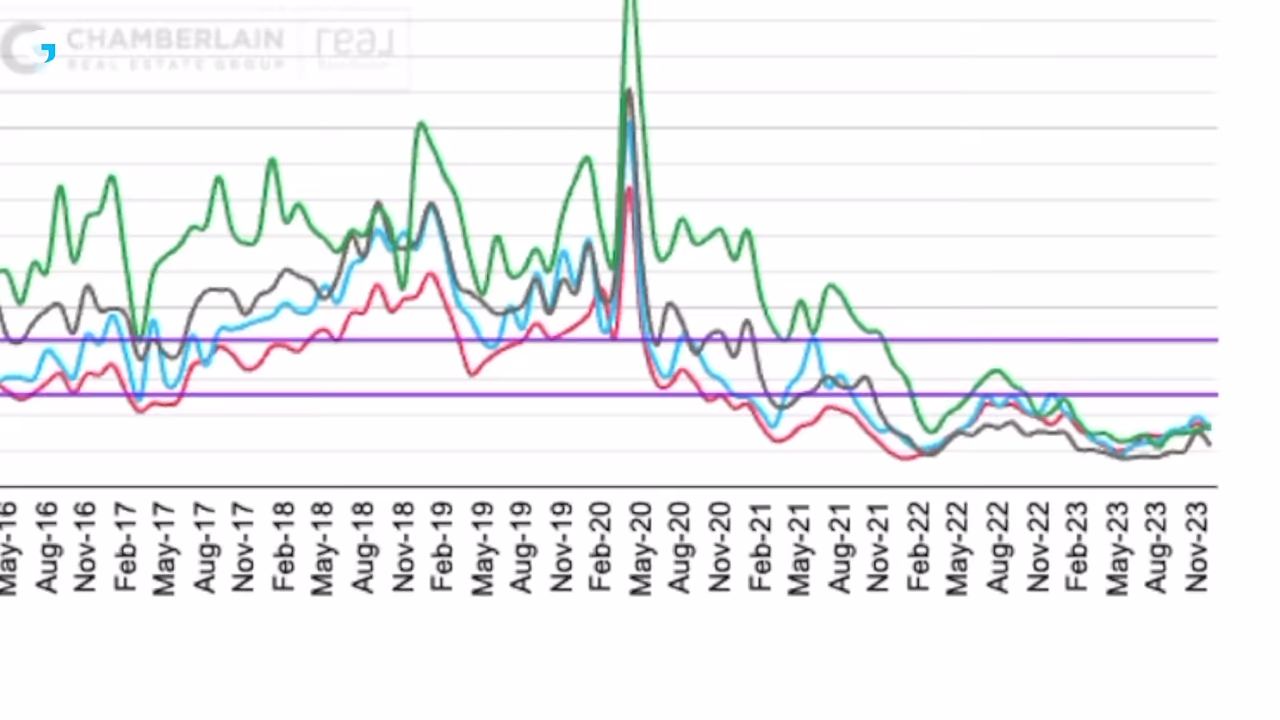 CHAMBERLAIN
REAL ESTATE GROUP
real
May-16 Aug-16 Nov-16 Feb-17 May-17 Aug-17 Nov-17 Feb-18 May-18 Aug-18 Nov-18 Feb-19 May-19 Aug-19 Nov-19 Feb-20 May-20 Aug-20 Nov-20 Feb-21 May-21 Aug-21 Nov-21 Feb-22 May-22 Aug-22 Nov-22 Feb-23 May-23 Aug-23 Nov-23